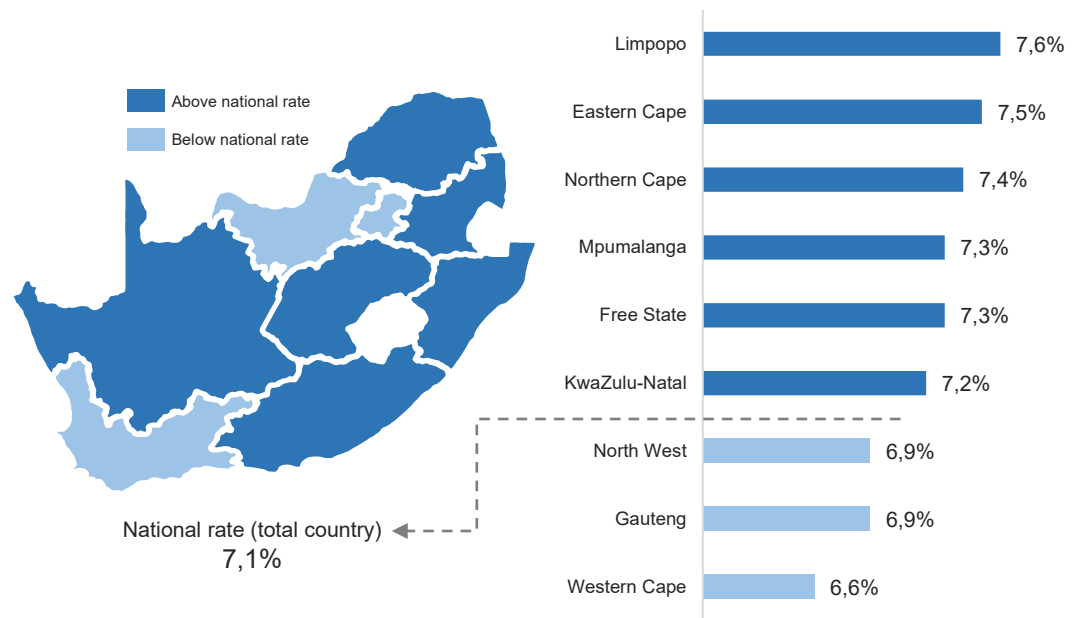 Above national rate
Below national rate
National rate (total country)
7,1%
Limpopo 7,6%
Eastern Cape 7,5%
Northern Cape 7,4%
Mpumalanga 7,3%
Free State 7,3%
KwaZulu-Natal 7,2%
North West 6,9%
Gauteng 6,9%
Western Cape 6,6%